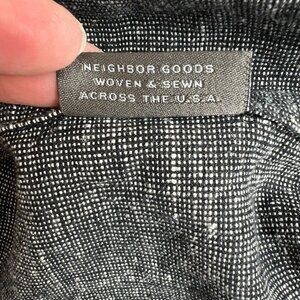 NEIGHBOR GOODS
WOVEN & SEWN
ACROSS THE U.S.A.